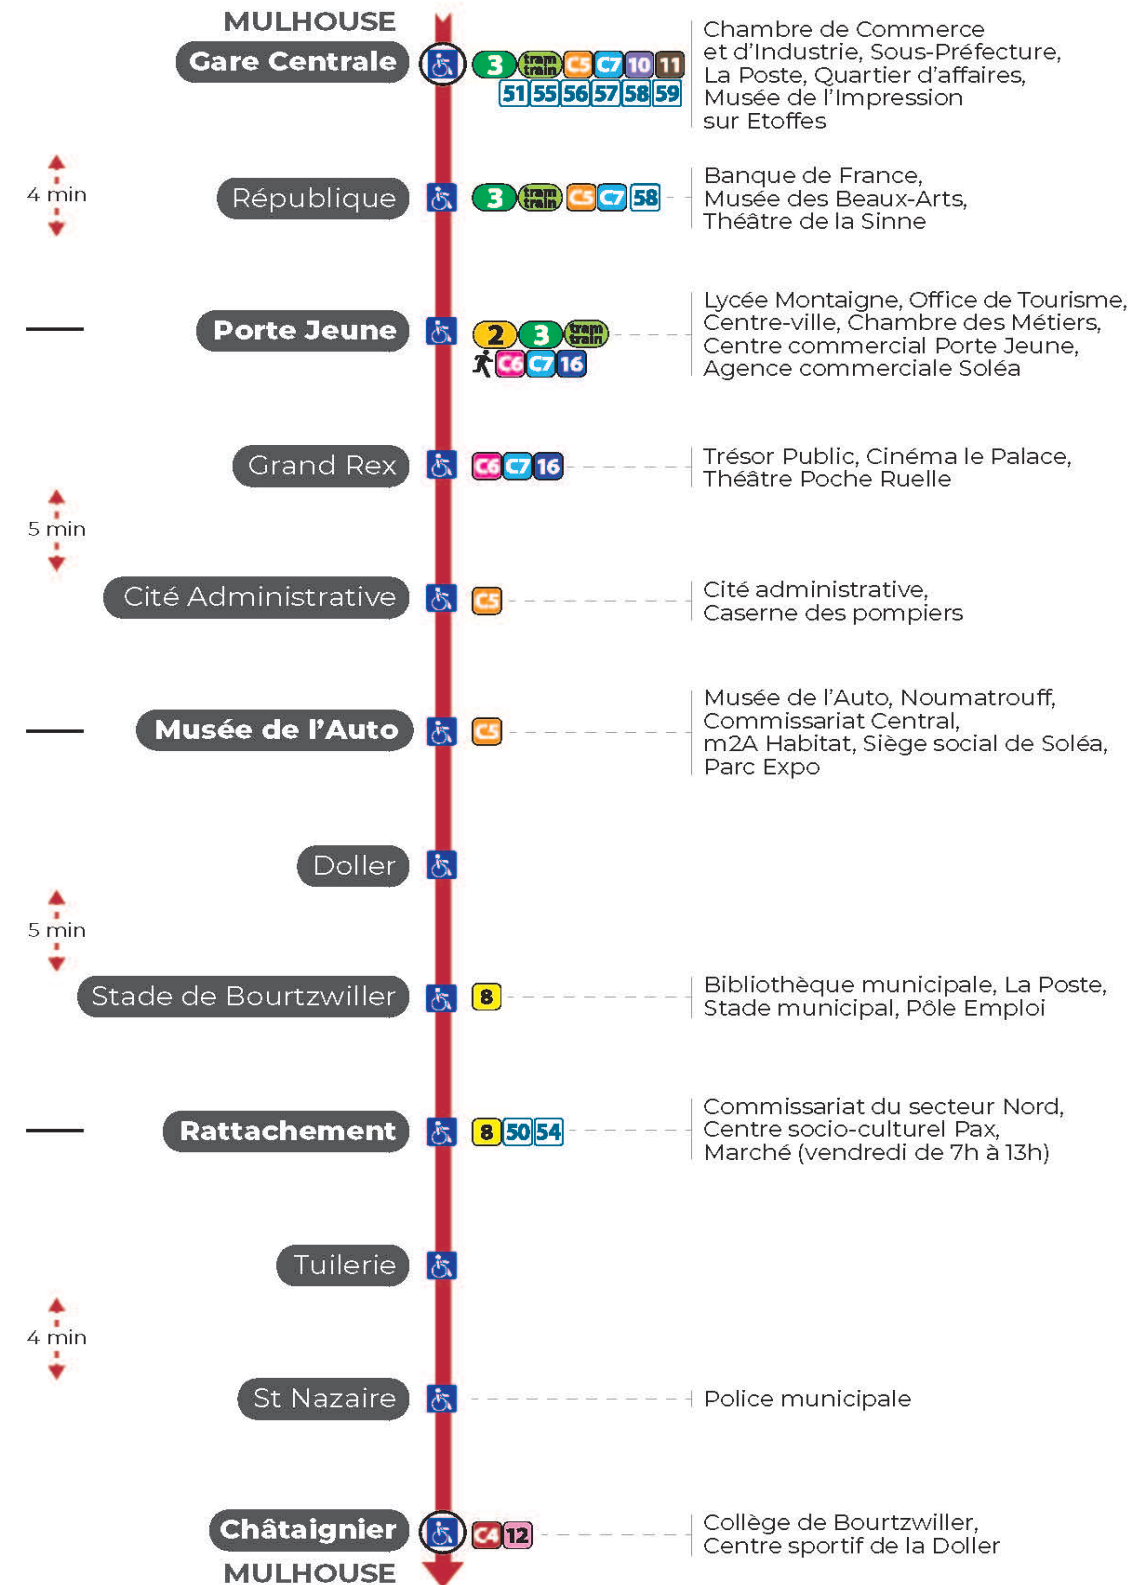 MULHOUSE
Gare Centrale
3 tram train C5 C7 10 11
51 55 56 57 58 59
Chambre de Commerce
et d'Industrie, Sous-Préfecture,
La Poste, Quartier d'affaires,
Musée de l'Impression
sur Etoffes
4 min
République
3 tram train C5 C7 58
Banque de France,
Musée des Beaux-Arts,
Théâtre de la Sinne
Porte Jeune
2 3 tram train
C6 C7 16
Lycée Montaigne, Office de Tourisme,
Centre-ville, Chambre des Métiers,
Centre commercial Porte Jeune,
Agence commerciale Soléa
Grand Rex
C6 C7 16
Trésor Public, Cinéma le Palace,
Théâtre Poche Ruelle
5 min
Cité Administrative
C5
Cité administrative,
Caserne des pompiers
Musée de l'Auto
C5
Musée de l'Auto, Noumatrouff,
Commissariat Central,
m2A Habitat, Siège social de Soléa,
Parc Expo
Doller
5 min
Stade de Bourtzwiller
8
Bibliothèque municipale, La Poste,
Stade municipal, Pôle Emploi
Rattachement
8 50 54
Commissariat du secteur Nord,
Centre socio-culturel Pax,
Marché (vendredi de 7h à 13h)
Tuilerie
4 min
St Nazaire
Police municipale
Châtaignier
C4 12
Collège de Bourtzwiller,
Centre sportif de la Doller
MULHOUSE